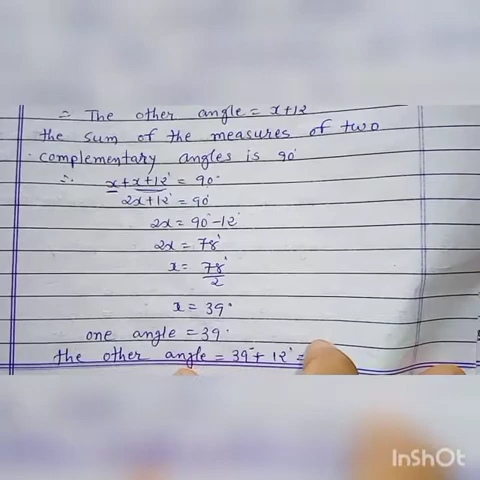 ∴ The other angle = x+12
the sum of the measures of two
complementary angles is 90°
∴ x+x+12° = 90°
2x+12° = 90°
2x = 90°-12°
2x = 78°
x = 78°/2
x = 39°
one angle = 39°
the other angle = 39°+ 12° =
InShOt